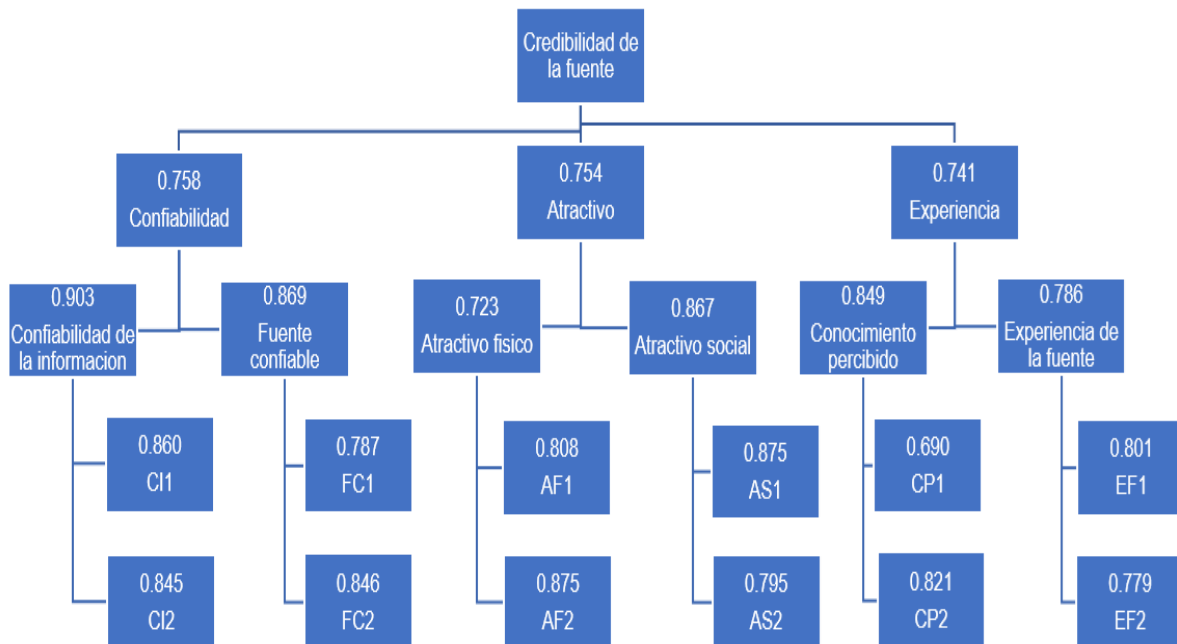 Credibilidad de
la fuente
0.758
Confiabilidad
0.754
Atractivo
0.741
Experiencia
0.903
Confiabilidad de
la informacion
0.869
Fuente
confiable
0.723
Atractivo fisico
0.867
Atractivo social
0.849
Conocimiento
percibido
0.786
Experiencia de
la fuente
0.860
CI1
0.787
FC1
0.808
AF1
0.875
AS1
0.690
CP1
0.801
EF1
0.845
CI2
0.846
FC2
0.875
AF2
0.795
AS2
0.821
CP2
0.779
EF2